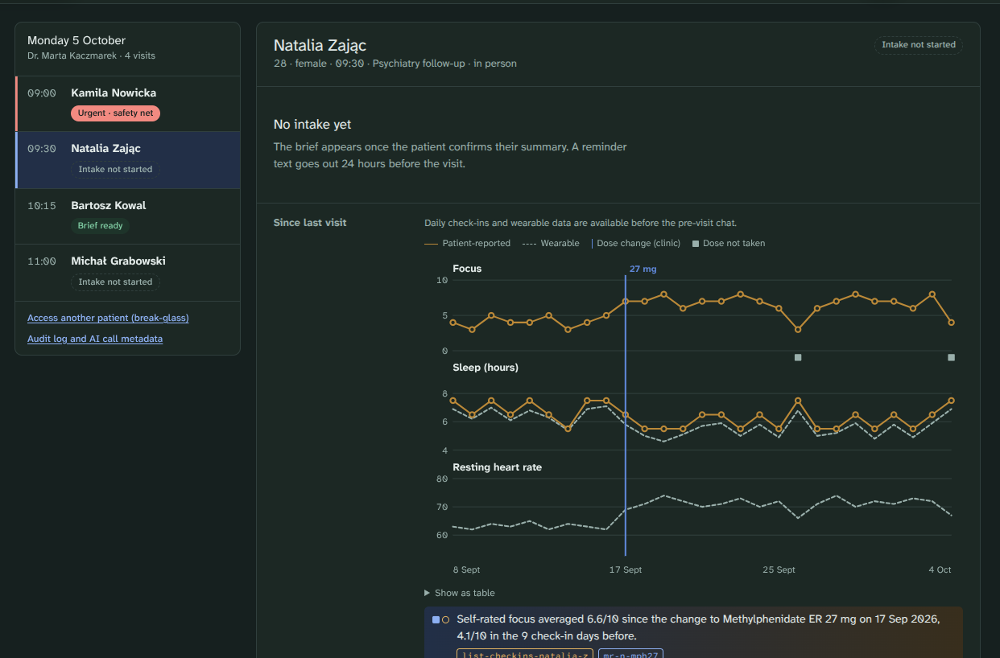 Monday 5 October
Dr. Marta Kaczmarek · 4 visits
09:00 Kamila Nowicka
Urgent · safety net
09:30 Natalia Zając
Intake not started
10:15 Bartosz Kowal
Brief ready
11:00 Michał Grabowski
Intake not started
Access another patient (break-glass)
Audit log and AI call metadata
Natalia Zając
Intake not started
28 · female · 09:30 · Psychiatry follow-up · in person
No intake yet
The brief appears once the patient confirms their summary. A reminder
text goes out 24 hours before the visit.
Since last visit
Daily check-ins and wearable data are available before the pre-visit chat.
Patient-reported Wearable Dose change (clinic) Dose not taken
Focus
27 mg
10
5
0
Sleep (hours)
8
6
4
Resting heart rate
80
70
60
8 Sept 17 Sept 25 Sept 4 Oct
Show as table
Self-rated focus averaged 6.6/10 since the change to Methylphenidate ER 27 mg on 17 Sep 2026,
4.1/10 in the 9 check-in days before.
list-checkins-natalia-z mr-n-mph27